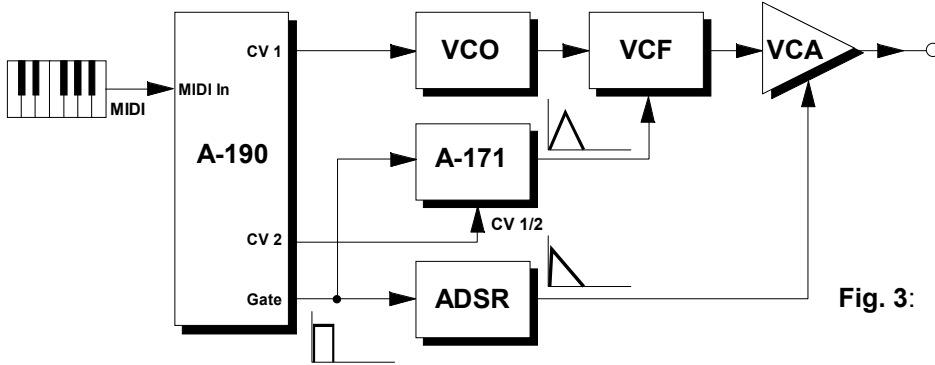 CV 1
VCO
VCF
VCA
MIDI
MIDI In
A-190
A-171
CV 2
CV 1/2
Gate
ADSR
Fig. 3: